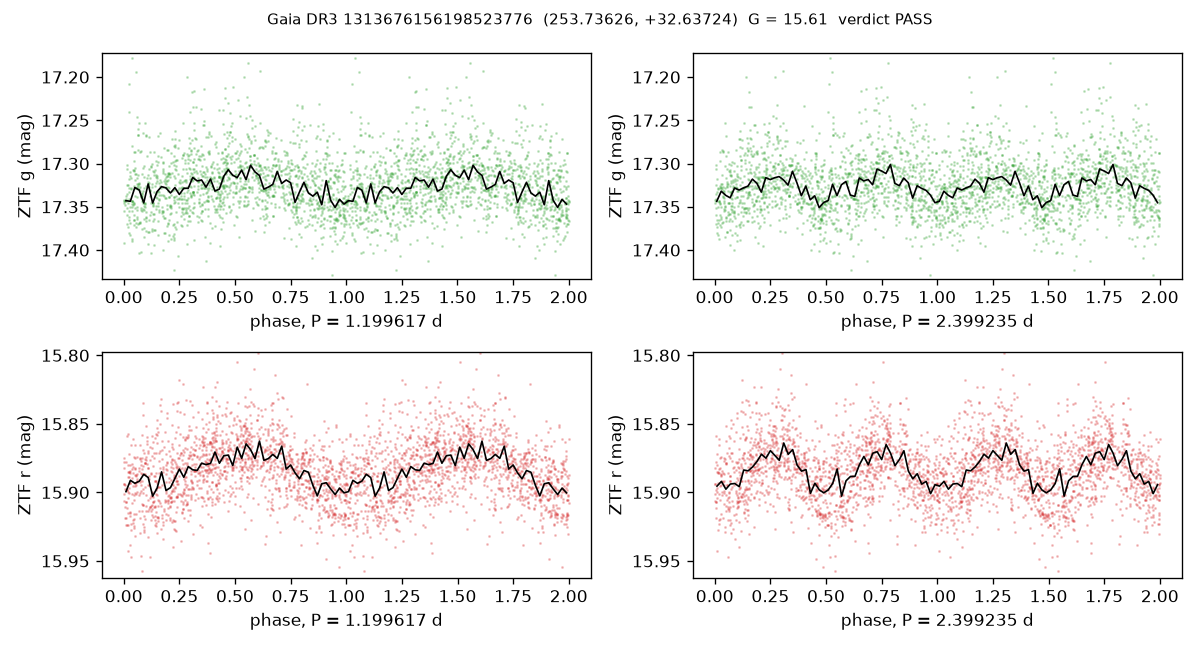 Gaia DR3 1313676156198523776 (253.73626, +32.63724) G = 15.61 verdict PASS
ZTF g (mag)
17.20
17.25
17.30
17.35
17.40
0.00 0.25 0.50 0.75 1.00 1.25 1.50 1.75 2.00
phase, P = 1.199617 d
ZTF g (mag)
17.20
17.25
17.30
17.35
17.40
0.00 0.25 0.50 0.75 1.00 1.25 1.50 1.75 2.00
phase, P = 2.399235 d
ZTF r (mag)
15.80
15.85
15.90
15.95
0.00 0.25 0.50 0.75 1.00 1.25 1.50 1.75 2.00
phase, P = 1.199617 d
ZTF r (mag)
15.80
15.85
15.90
15.95
0.00 0.25 0.50 0.75 1.00 1.25 1.50 1.75 2.00
phase, P = 2.399235 d